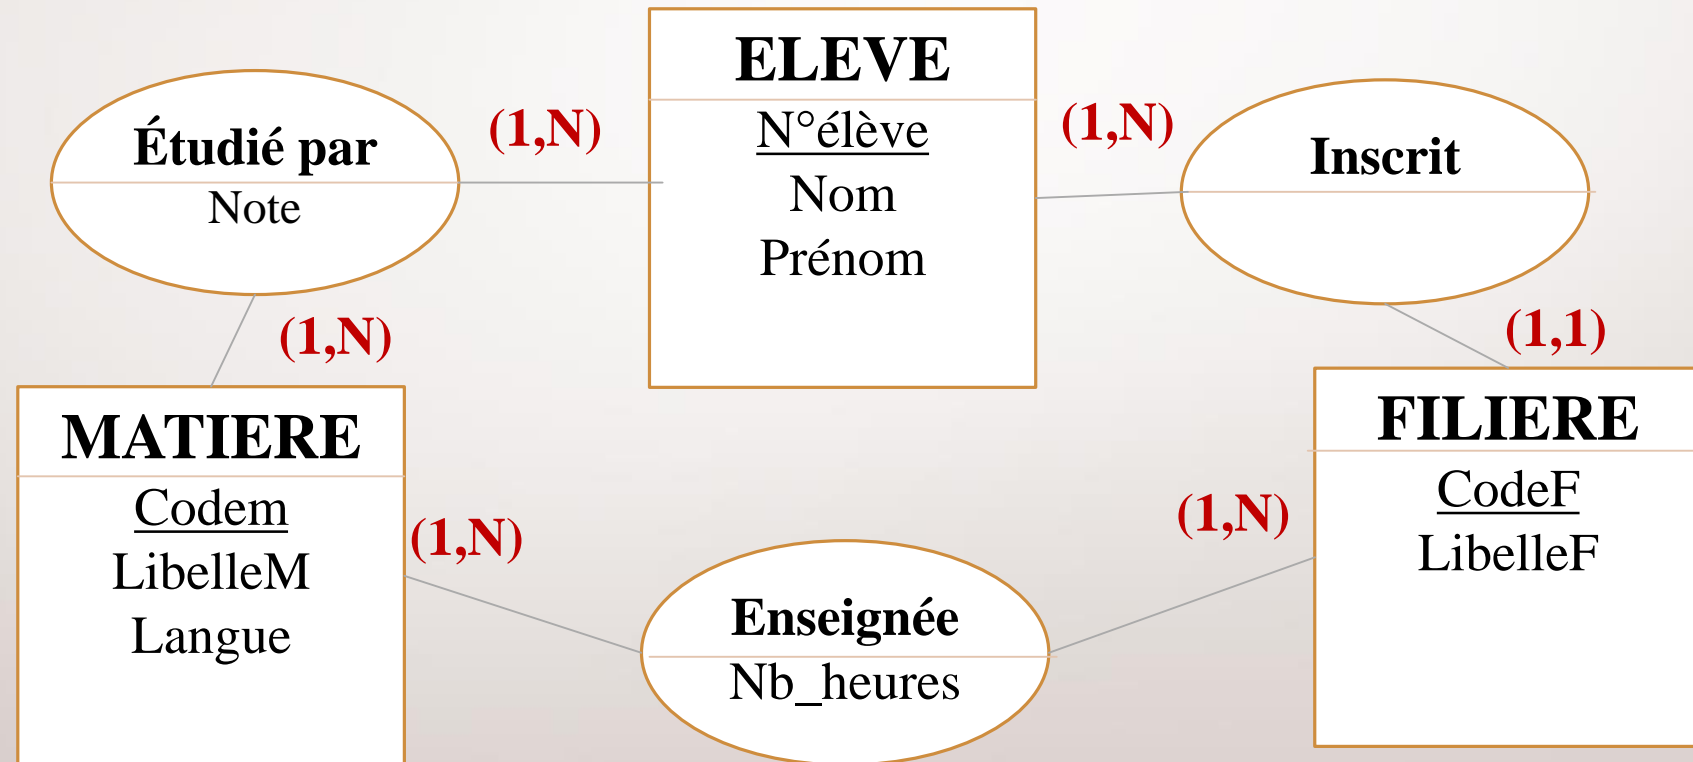 ELEVE
N°élève
Nom
Prénom
Étudié par
Note
(1,N)
(1,N)
Inscrit
(1,N)
(1,1)
MATIERE
Codem
LibelleM
Langue
(1,N)
Enseignée
Nb_heures
(1,N)
FILIERE
CodeF
LibelleF